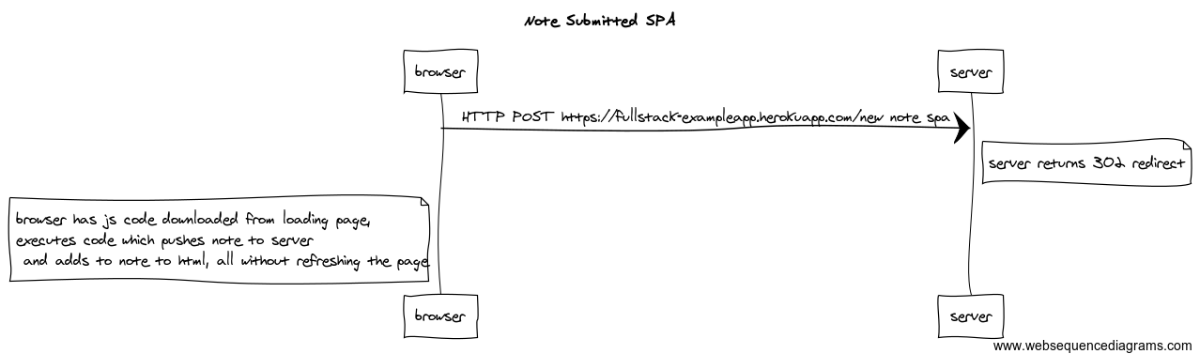 Note Submitted SPA
browser
server
HTTP POST https://fullstack-exampleapp.herokuapp.com/new note spa
server returns 302 redirect
browser has js code downloaded from loading page,
executes code which pushes note to server
and adds to note to html, all without refreshing the page
browser
server
www.websequencediagrams.com